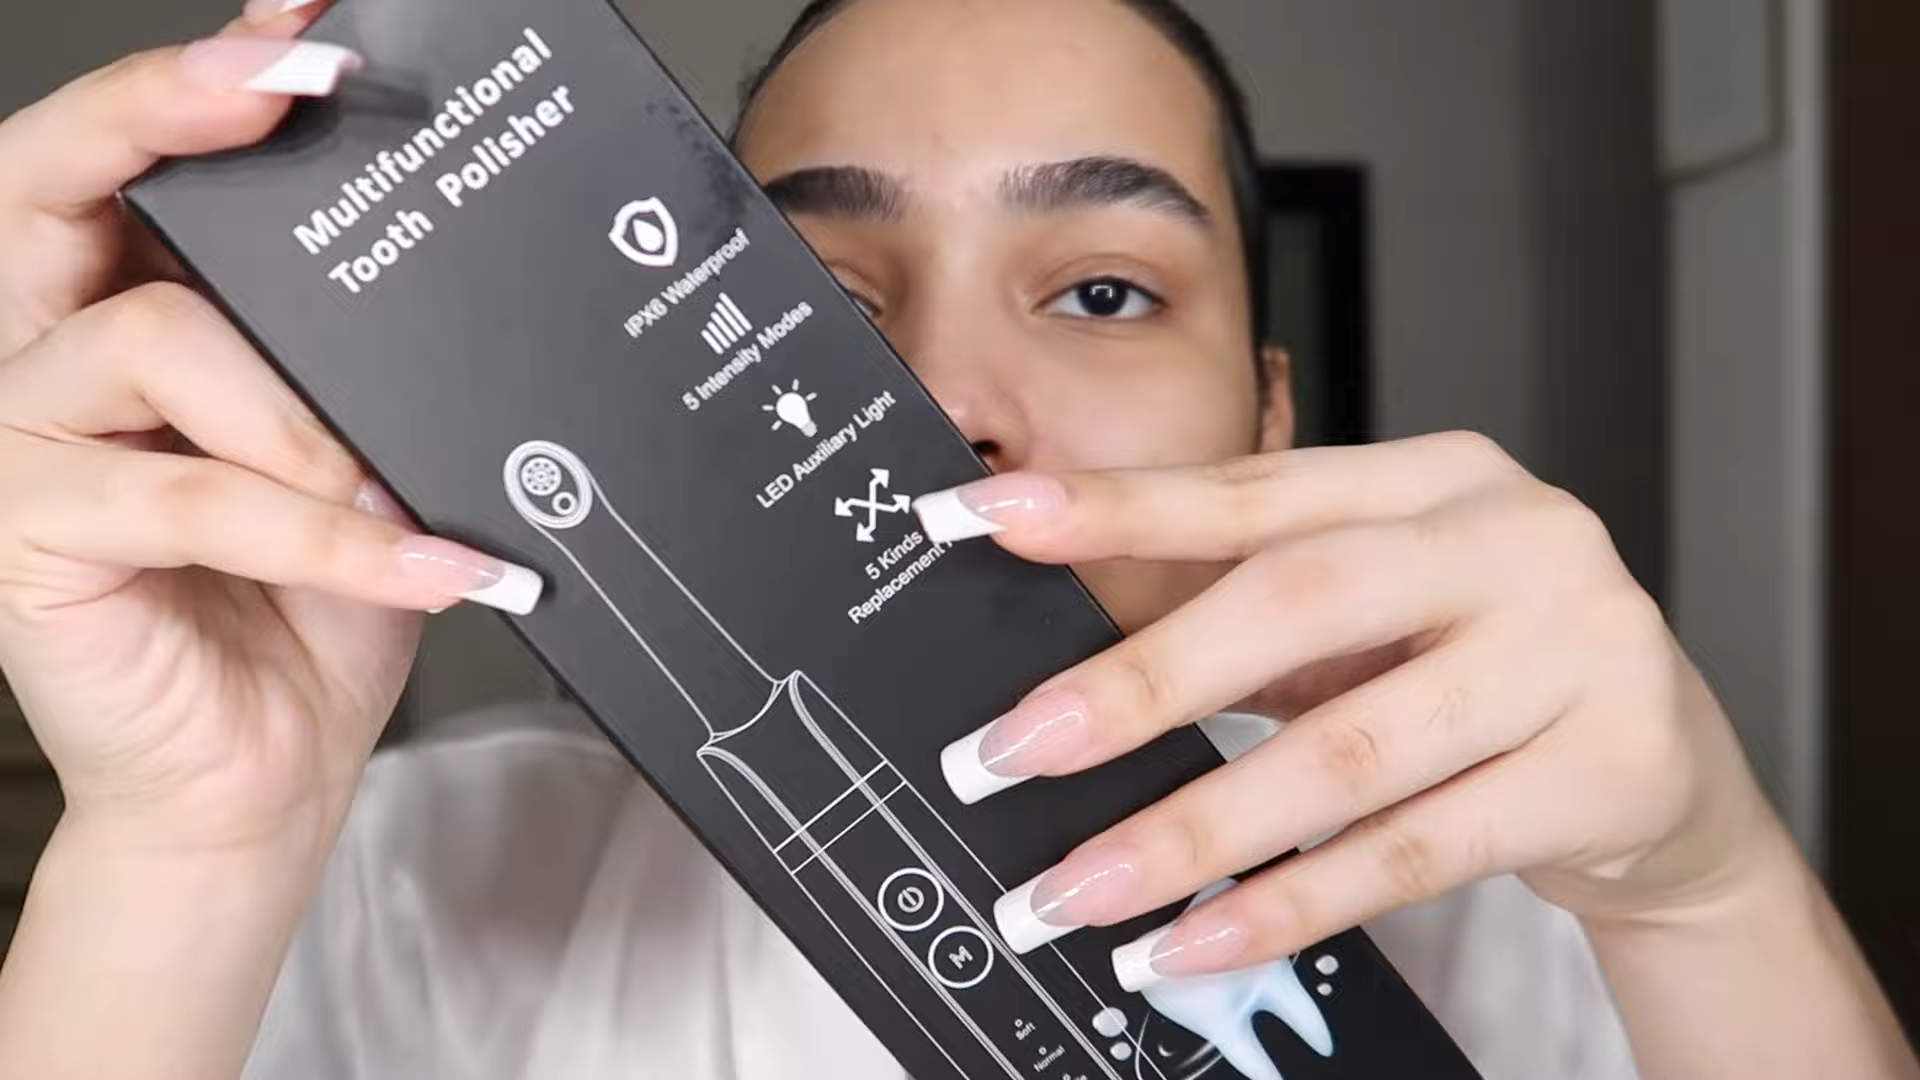 Multifunctional
Tooth Polisher
IPX6 Waterproof
5 Intensity Modes
LED Auxiliary Light
5 Kinds
Replacement
M
Soft
Normal